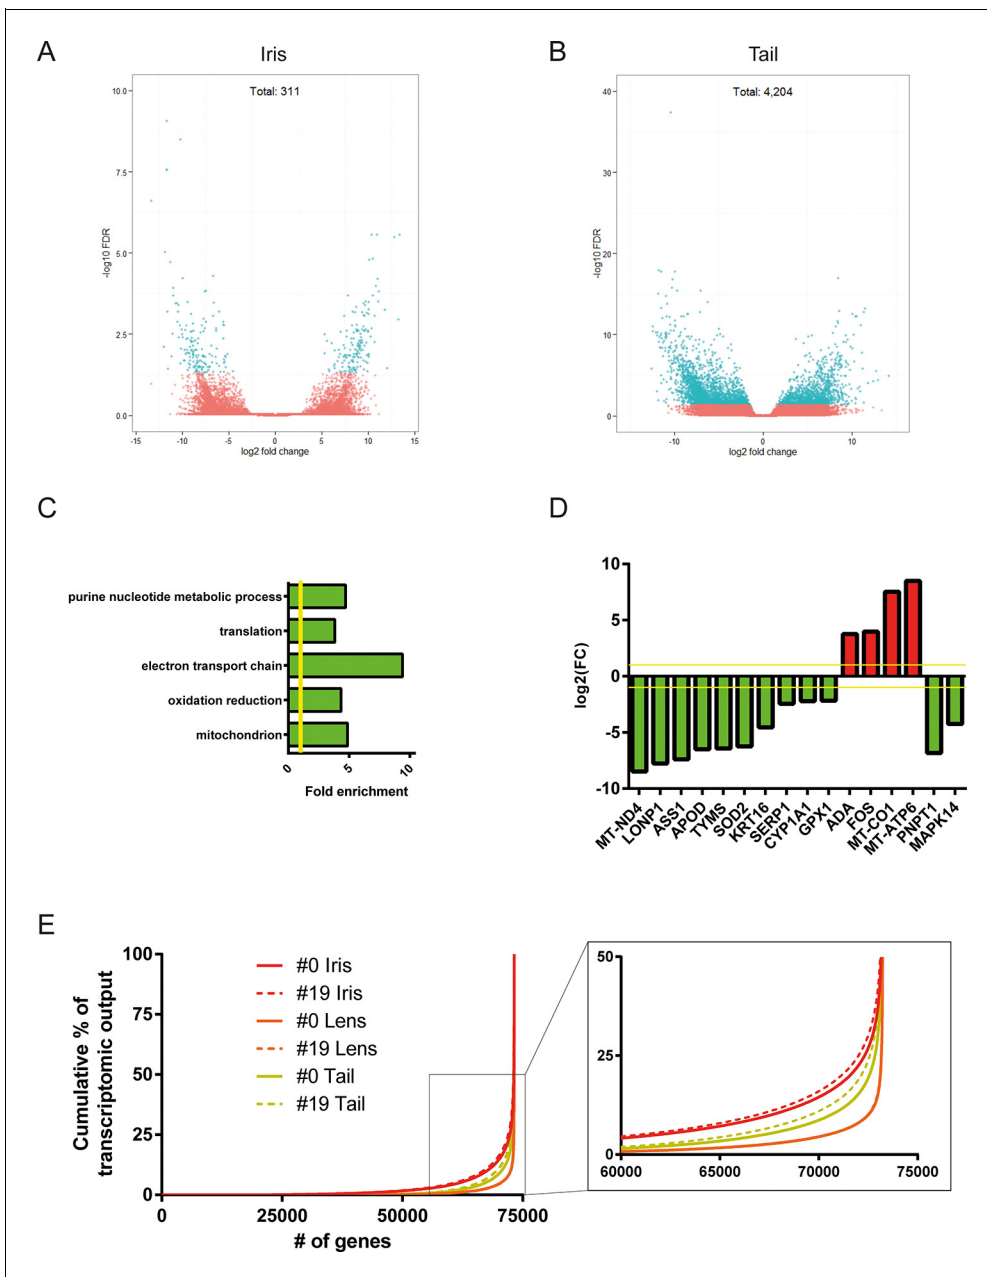 A
Iris
Total: 311
10.0
7.5
5.0
2.5
0.0
-log10 FDR
-15
-10
-5
0
5
10
15
log2 fold change
B
Tail
Total: 4,204
40
30
20
10
0
-log10 FDR
-10
0
10
log2 fold change
C
purine nucleotide metabolic process
translation
electron transport chain
oxidation reduction
mitochondrion
0
5
10
Fold enrichment
D
10
5
0
-5
-10
log2(FC)
MT-ND4
LONP1
ASS1
APOD
TYMS
SOD2
KRT16
SERP1
CYP1A1
GPX1
ADA
FOS
MT-CO1
MT-ATP6
PNPT1
MAPK14
E
Cumulative % of
transcriptomic output
100
75
50
25
0
#0 Iris
#19 Iris
#0 Lens
#19 Lens
#0 Tail
#19 Tail
0
25000
50000
75000
# of genes
50
25
0
60000
65000
70000
75000